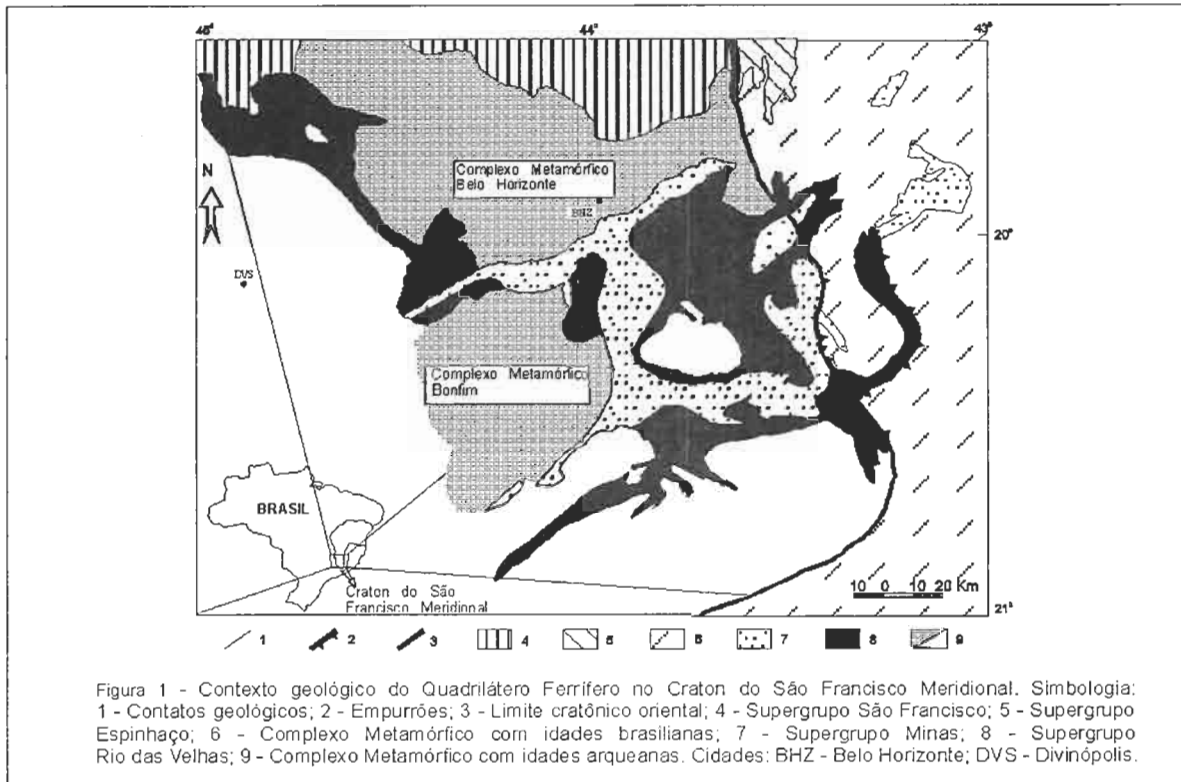 45°
44°
43°
N
Complexo Metamórfico
Belo Horizonte
BHZ
20°
DVS
Complexo Metamórfico
Bonfim
BRASIL
Craton do São
Francisco Meridional
10 0 10 20 Km
21°
1 2 3 4 5 6 7 8 9
Figura 1 - Contexto geológico do Quadrilátero Ferrífero no Craton do São Francisco Meridional. Simbologia:
1 - Contatos geológicos; 2 - Empurrões; 3 - Limite cratônico oriental; 4 - Supergrupo São Francisco; 5 - Supergrupo
Espinhaço; 6 - Complexo Metamórfico com idades brasilianas; 7 - Supergrupo Minas; 8 - Supergrupo
Rio das Velhas; 9 - Complexo Metamórfico com idades arqueanas. Cidades: BHZ - Belo Horizonte; DVS - Divinópolis.